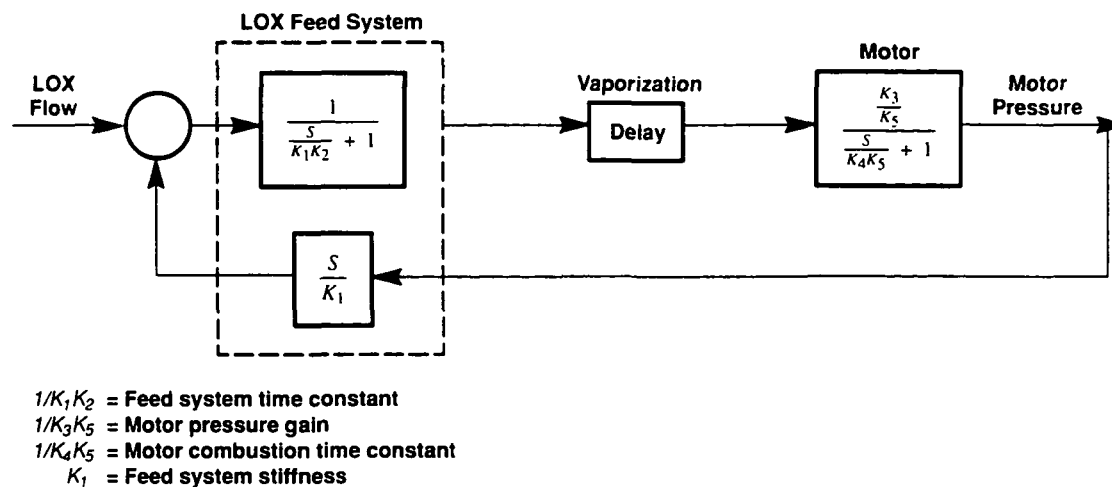 LOX Feed System
LOX
Flow
1
S/K₁K₂ + 1
Vaporization
Delay
Motor
K₃/K₅
S/K₄K₅ + 1
Motor
Pressure
S/K₁
1/K₁K₂ = Feed system time constant
1/K₃K₅ = Motor pressure gain
1/K₄K₅ = Motor combustion time constant
K₁ = Feed system stiffness